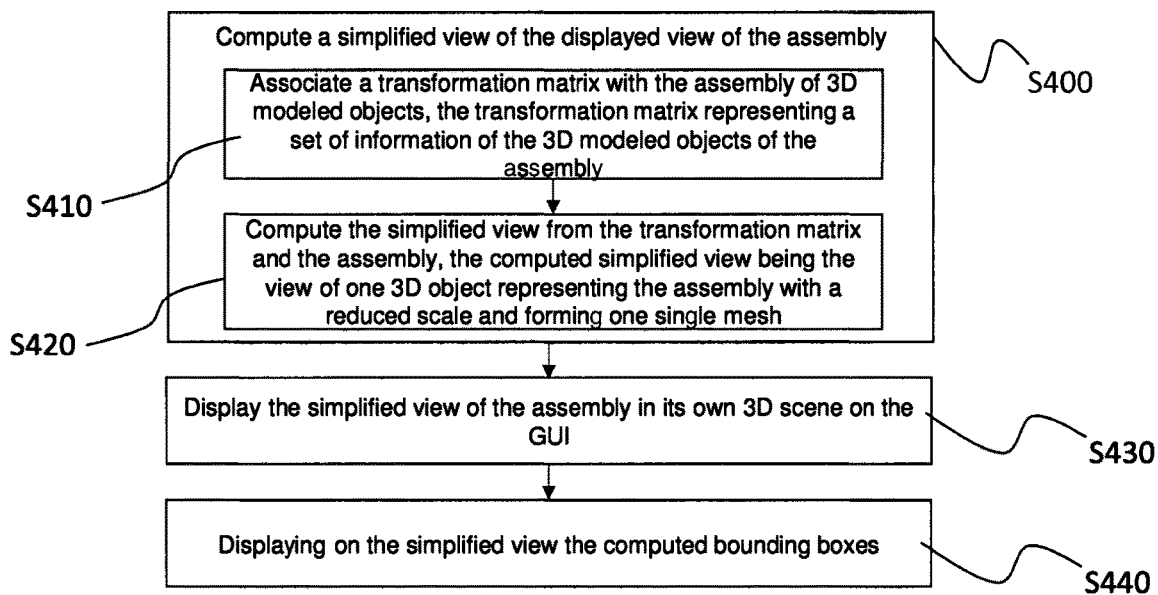 Compute a simplified view of the displayed view of the assembly
Associate a transformation matrix with the assembly of 3D
modeled objects, the transformation matrix representing a
set of information of the 3D modeled objects of the
assembly
S400
S410
Compute the simplified view from the transformation matrix
and the assembly, the computed simplified view being the
view of one 3D object representing the assembly with a
reduced scale and forming one single mesh
S420
Display the simplified view of the assembly in its own 3D scene on the
GUI
S430
Displaying on the simplified view the computed bounding boxes
S440